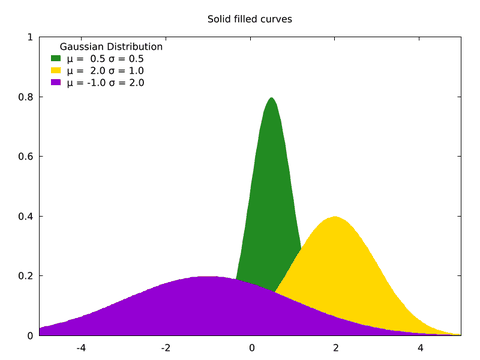 Solid filled curves
Gaussian Distribution
μ =  0.5 σ = 0.5
μ =  2.0 σ = 1.0
μ = -1.0 σ = 2.0
1
0.8
0.6
0.4
0.2
0
-4
-2
0
2
4